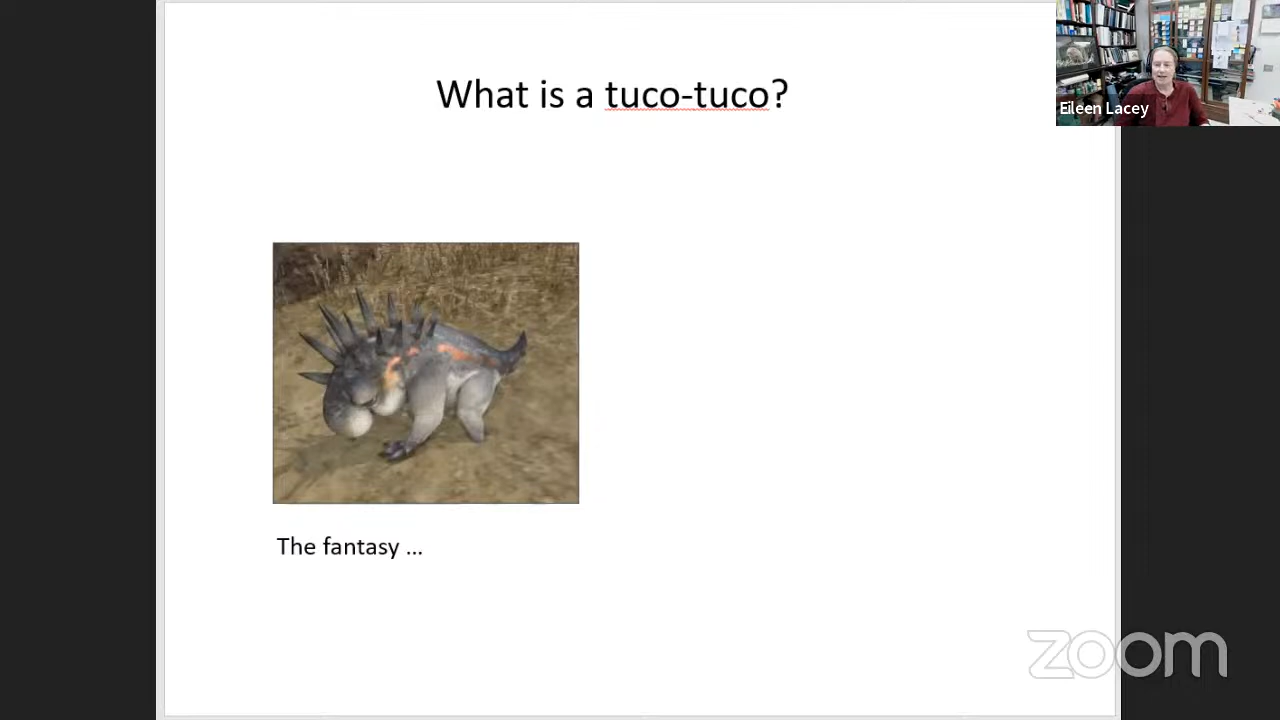 What is a tuco-tuco?
Eileen Lacey
The fantasy ...
zoom